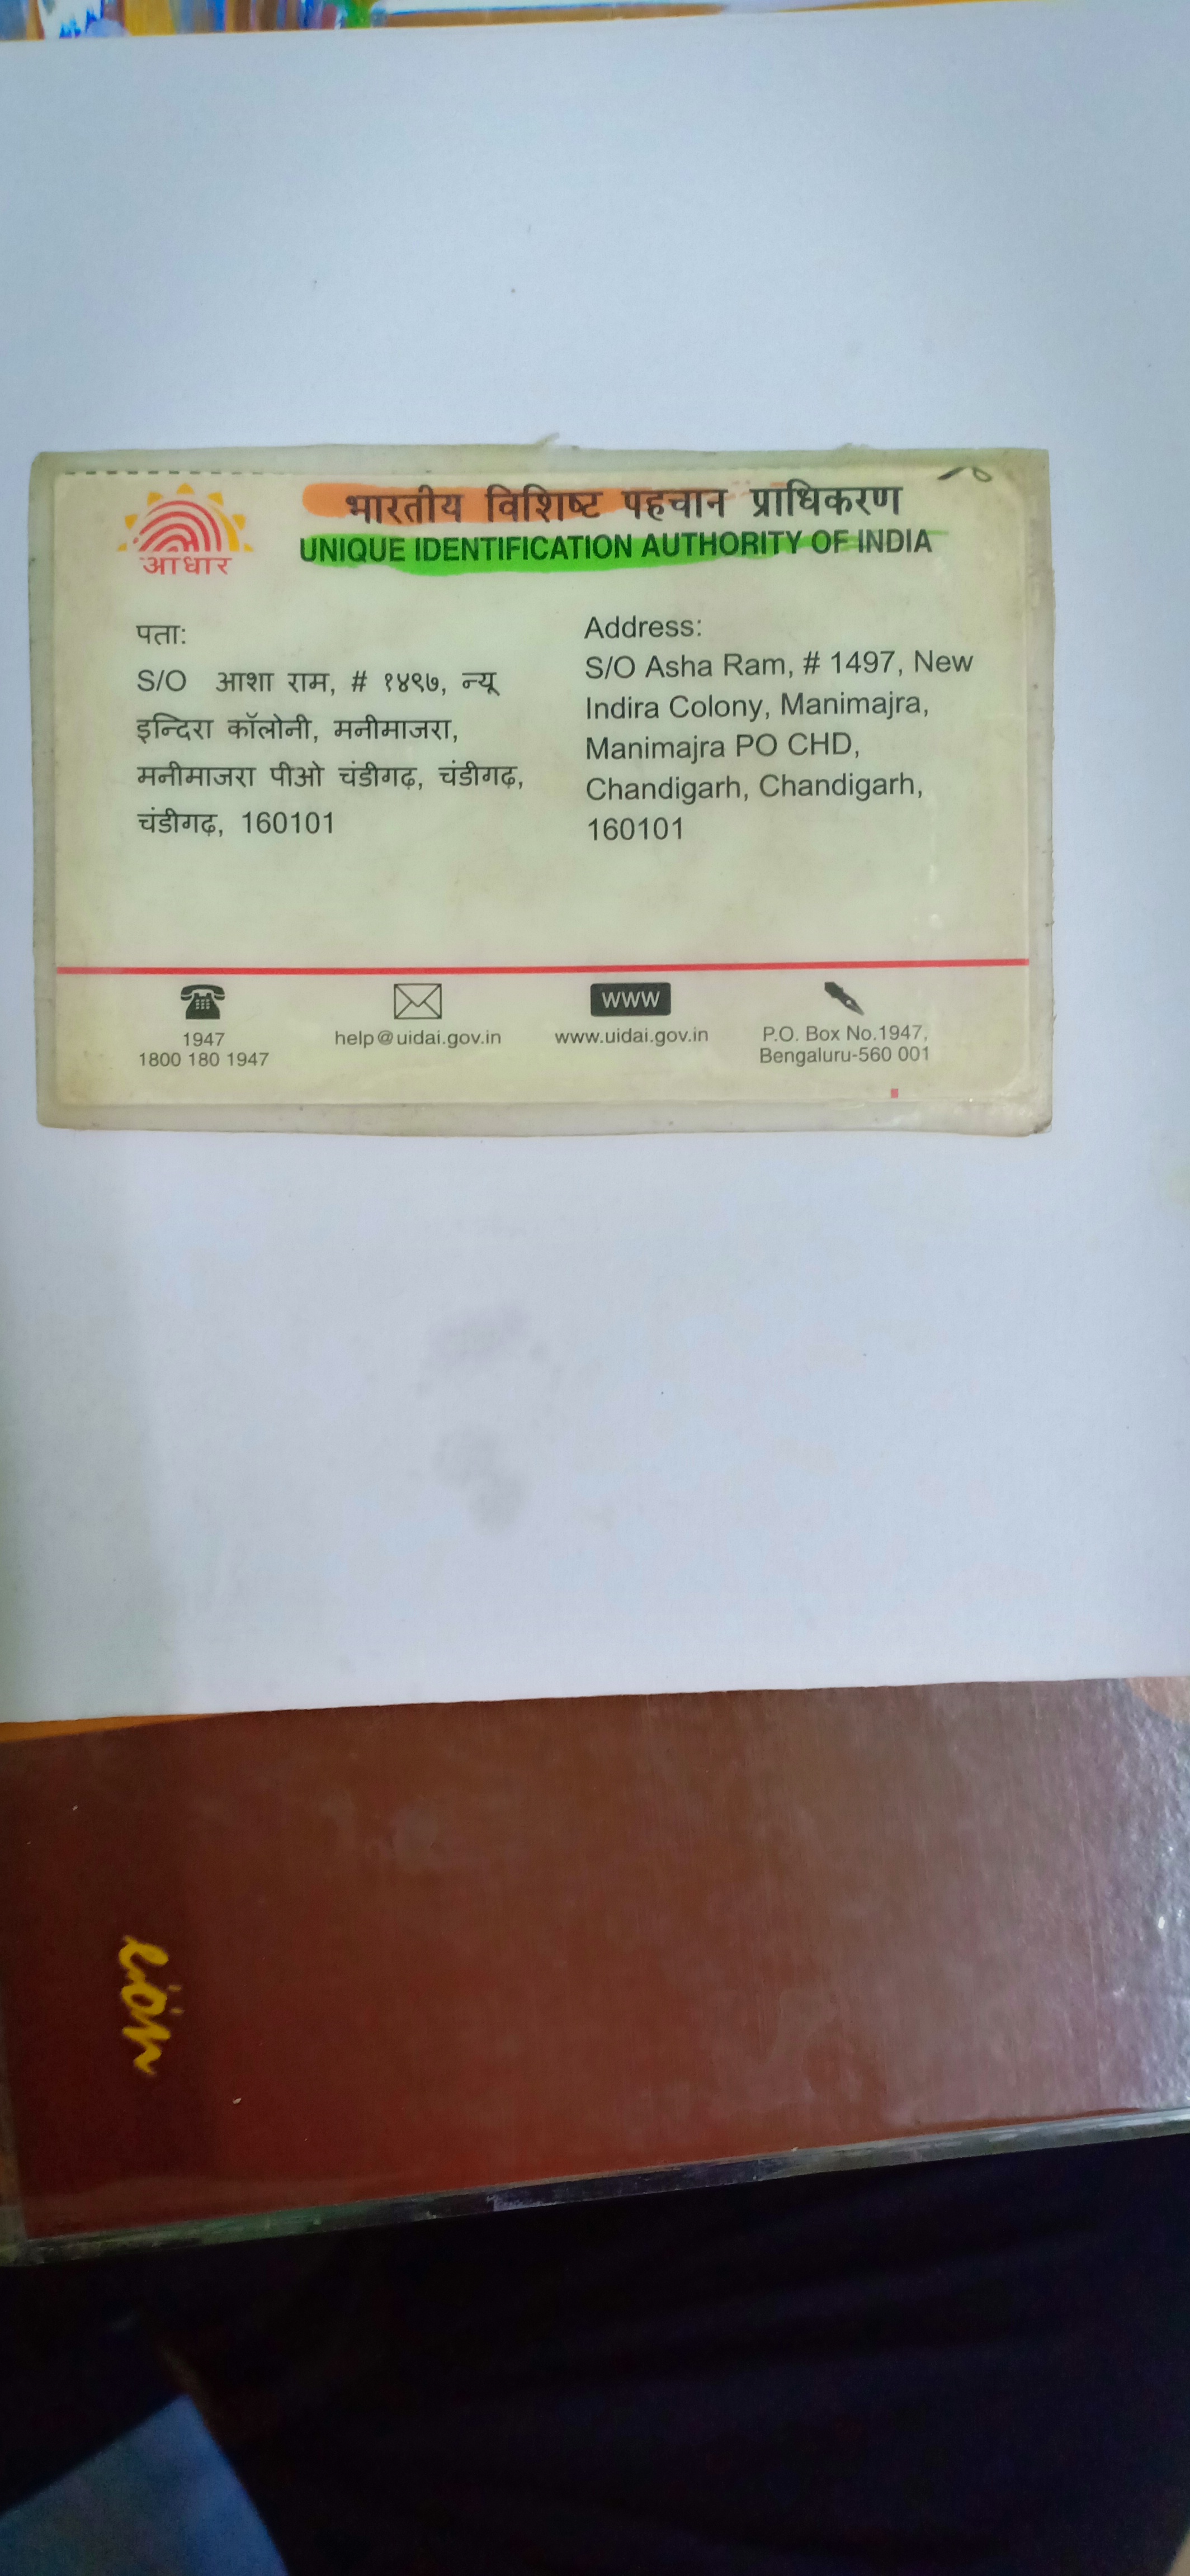 भारतीय विशिष्ट पहचान प्राधिकरण
UNIQUE IDENTIFICATION AUTHORITY OF INDIA
आधार
पता:
S/O आशा राम, # १४९७, न्यू
इन्दिरा कॉलोनी, मनीमाजरा,
मनीमाजरा पीओ चंडीगढ़, चंडीगढ़,
चंडीगढ़, 160101
Address:
S/O Asha Ram, # 1497, New
Indira Colony, Manimajra,
Manimajra PO CHD,
Chandigarh, Chandigarh,
160101
1947
1800 180 1947
help@uidai.gov.in
WWW
www.uidai.gov.in
P.O. Box No.1947,
Bengaluru-560 001
lion